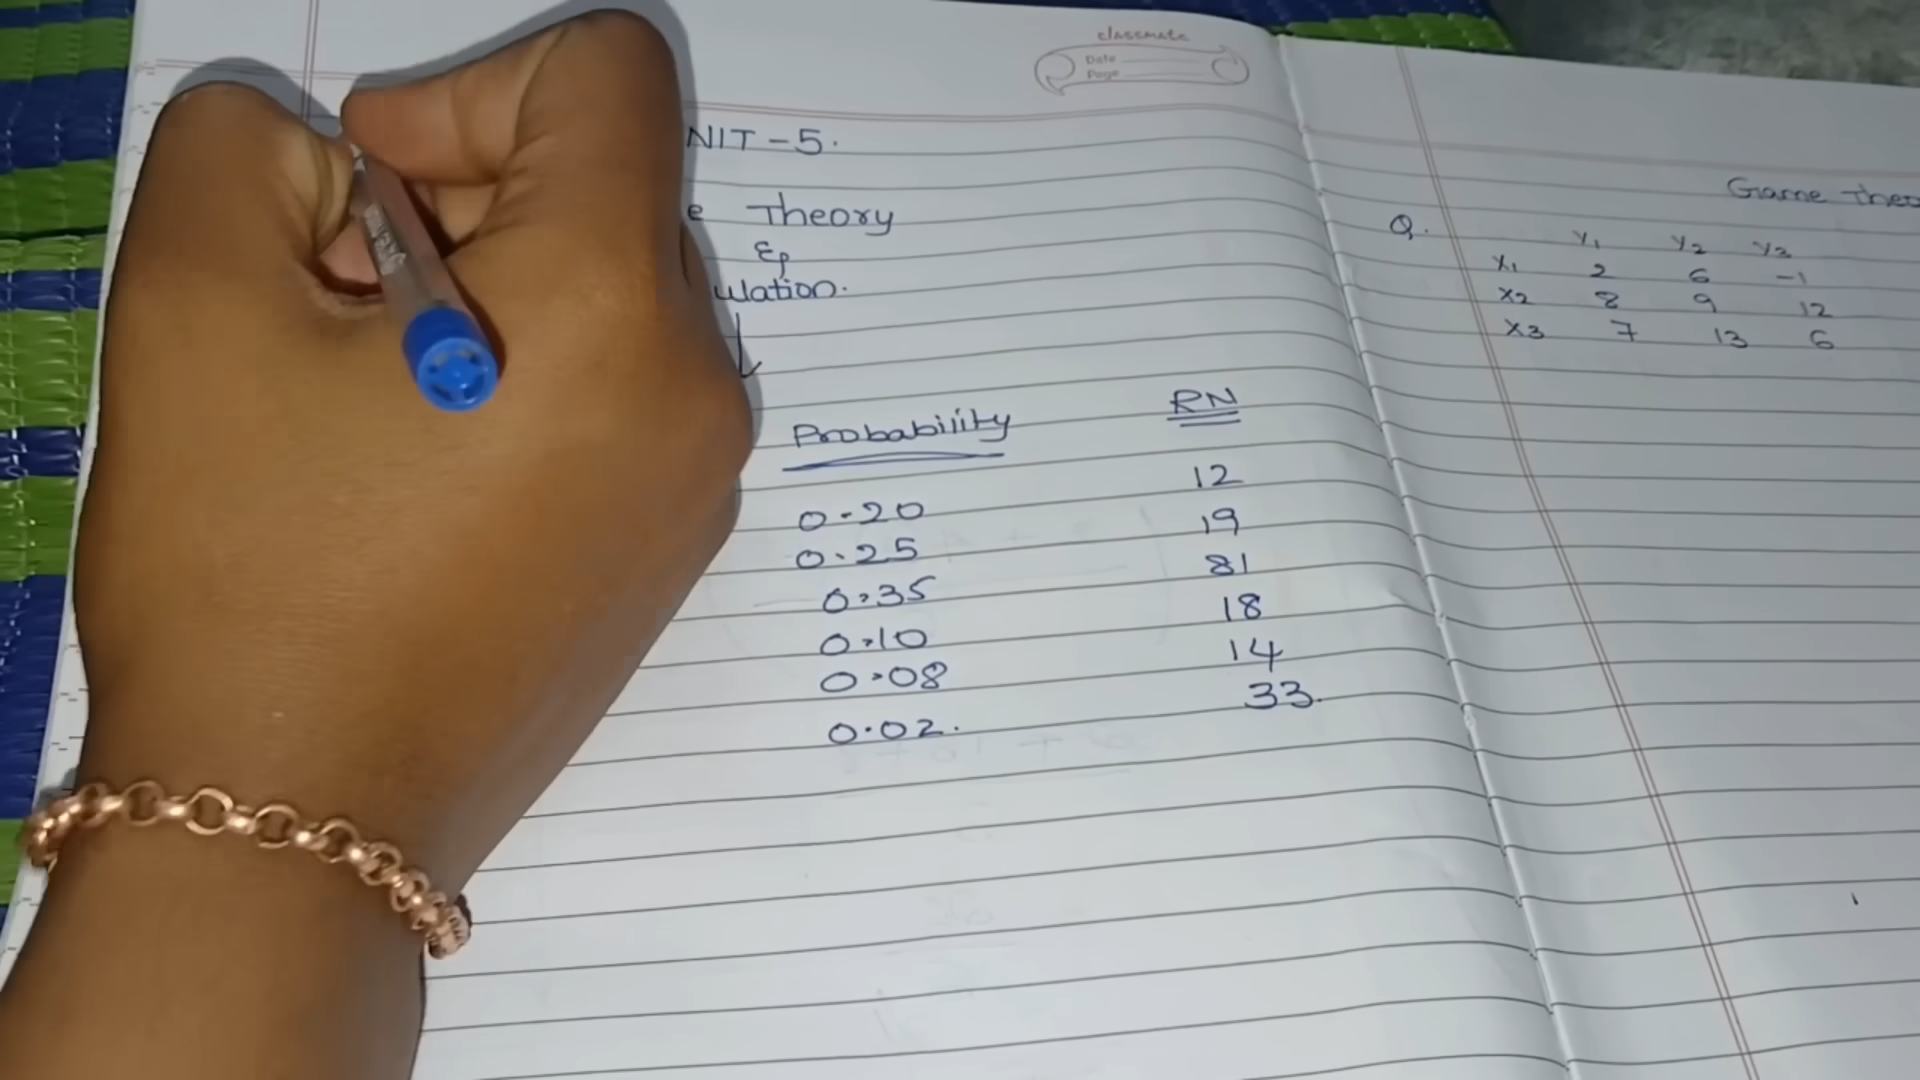 classmate
Date
Page
NIT-5.
e Theory
&
ulation.
Probability RN
0.20 12
0.25 19
0.35 81
0.10 18
0.08 14
0.02. 33.
Game Theo
Q. Y1 Y2 Y3
X1 2 6 -1
X2 8 9 12
X3 7 13 6